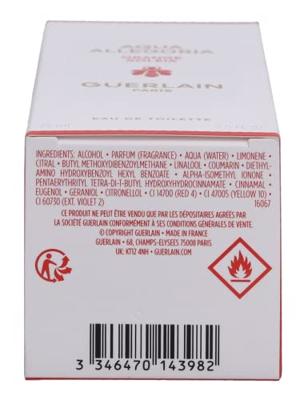 AQUA
ALLEGORIA
ORANGE
SOLEIA
GUERLAIN
PARIS
EAU DE TOILETTE
INGREDIENTS: ALCOHOL • PARFUM (FRAGRANCE) • AQUA (WATER) • LIMONENE •
CITRAL • BUTYL METHOXYDIBENZOYLMETHANE • LINALOOL • COUMARIN • DIETHYL-
AMINO HYDROXYBENZOYL HEXYL BENZOATE • ALPHA-ISOMETHYL IONONE •
PENTAERYTHRITYL TETRA-DI-T-BUTYL HYDROXYHYDROCINNAMATE • CINNAMAL •
EUGENOL • GERANIOL • CITRONELLOL • CI 14700 (RED 4) • CI 47005 (YELLOW 10) •
CI 60730 (EXT. VIOLET 2) 16067
CE PRODUIT NE PEUT ÊTRE VENDU QUE PAR LES DÉPOSITAIRES AGRÉÉS PAR
LA SOCIÉTÉ GUERLAIN CONFORMÉMENT À SES CONDITIONS GÉNÉRALES DE VENTE.
© COPYRIGHT GUERLAIN • MADE IN FRANCE
GUERLAIN • 68, CHAMPS-ELYSEES 75008 PARIS
UK: KT12 4NH • GUERLAIN.COM
3 346470 143982